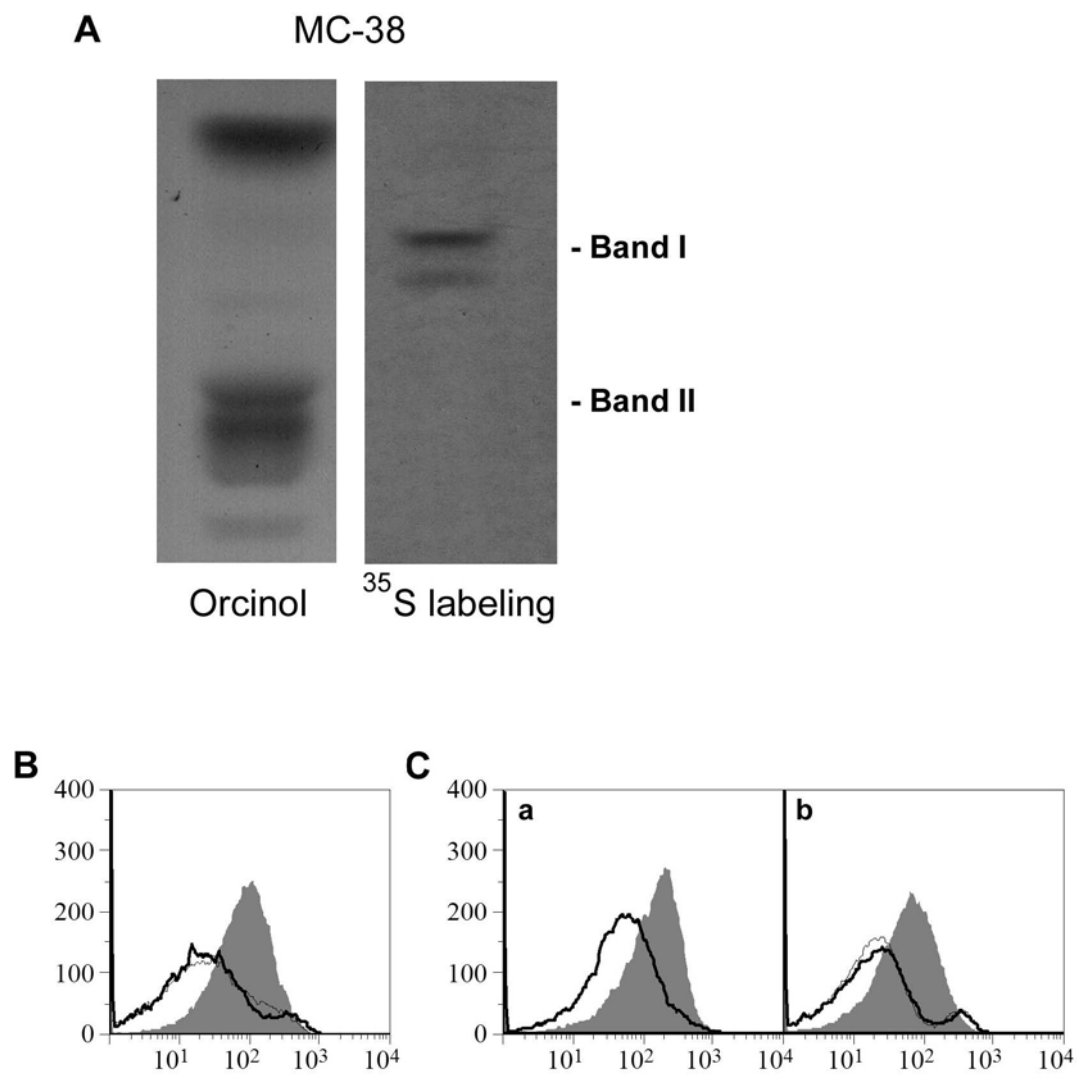 A MC-38
- Band I
- Band II
Orcinol ³⁵S labeling
B C
400 400 a b
300 300
200 200
100 100
0 0
10¹ 10² 10³ 10⁴ 10¹ 10² 10³ 10⁴ 10¹ 10² 10³ 10⁴